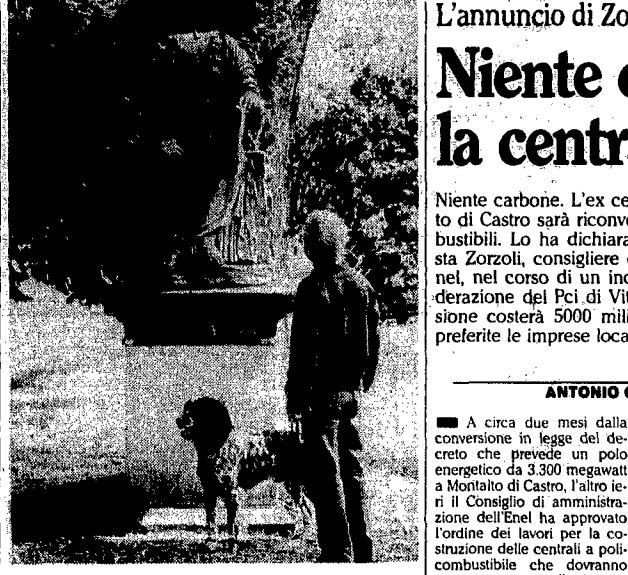 L'annuncio di Zo
Niente
la centr
Niente carbone. L'ex ce
to di Castro sarà riconve
bustibili. Lo ha dichiara
sta Zorzoli, consigliere
nel, nel corso di un inc
derazione del Pci di Vit
sione costerà 5000 mili
preferite le imprese loca
ANTONIO
A circa due mesi dalla
conversione in legge del de-
creto che prevede un polo
energetico da 3.300 megawatt
a Montalto di Castro, l'altro ie-
ri il Consiglio di amministra-
zione dell'Enel ha approvato
l'ordine dei lavori per la co-
struzione delle centrali a poli-
combustibile che dovranno